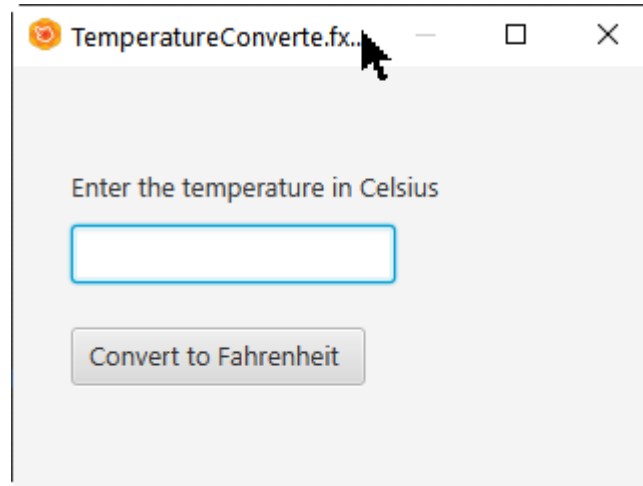 TemperatureConverte.fx...
Enter the temperature in Celsius
Convert to Fahrenheit